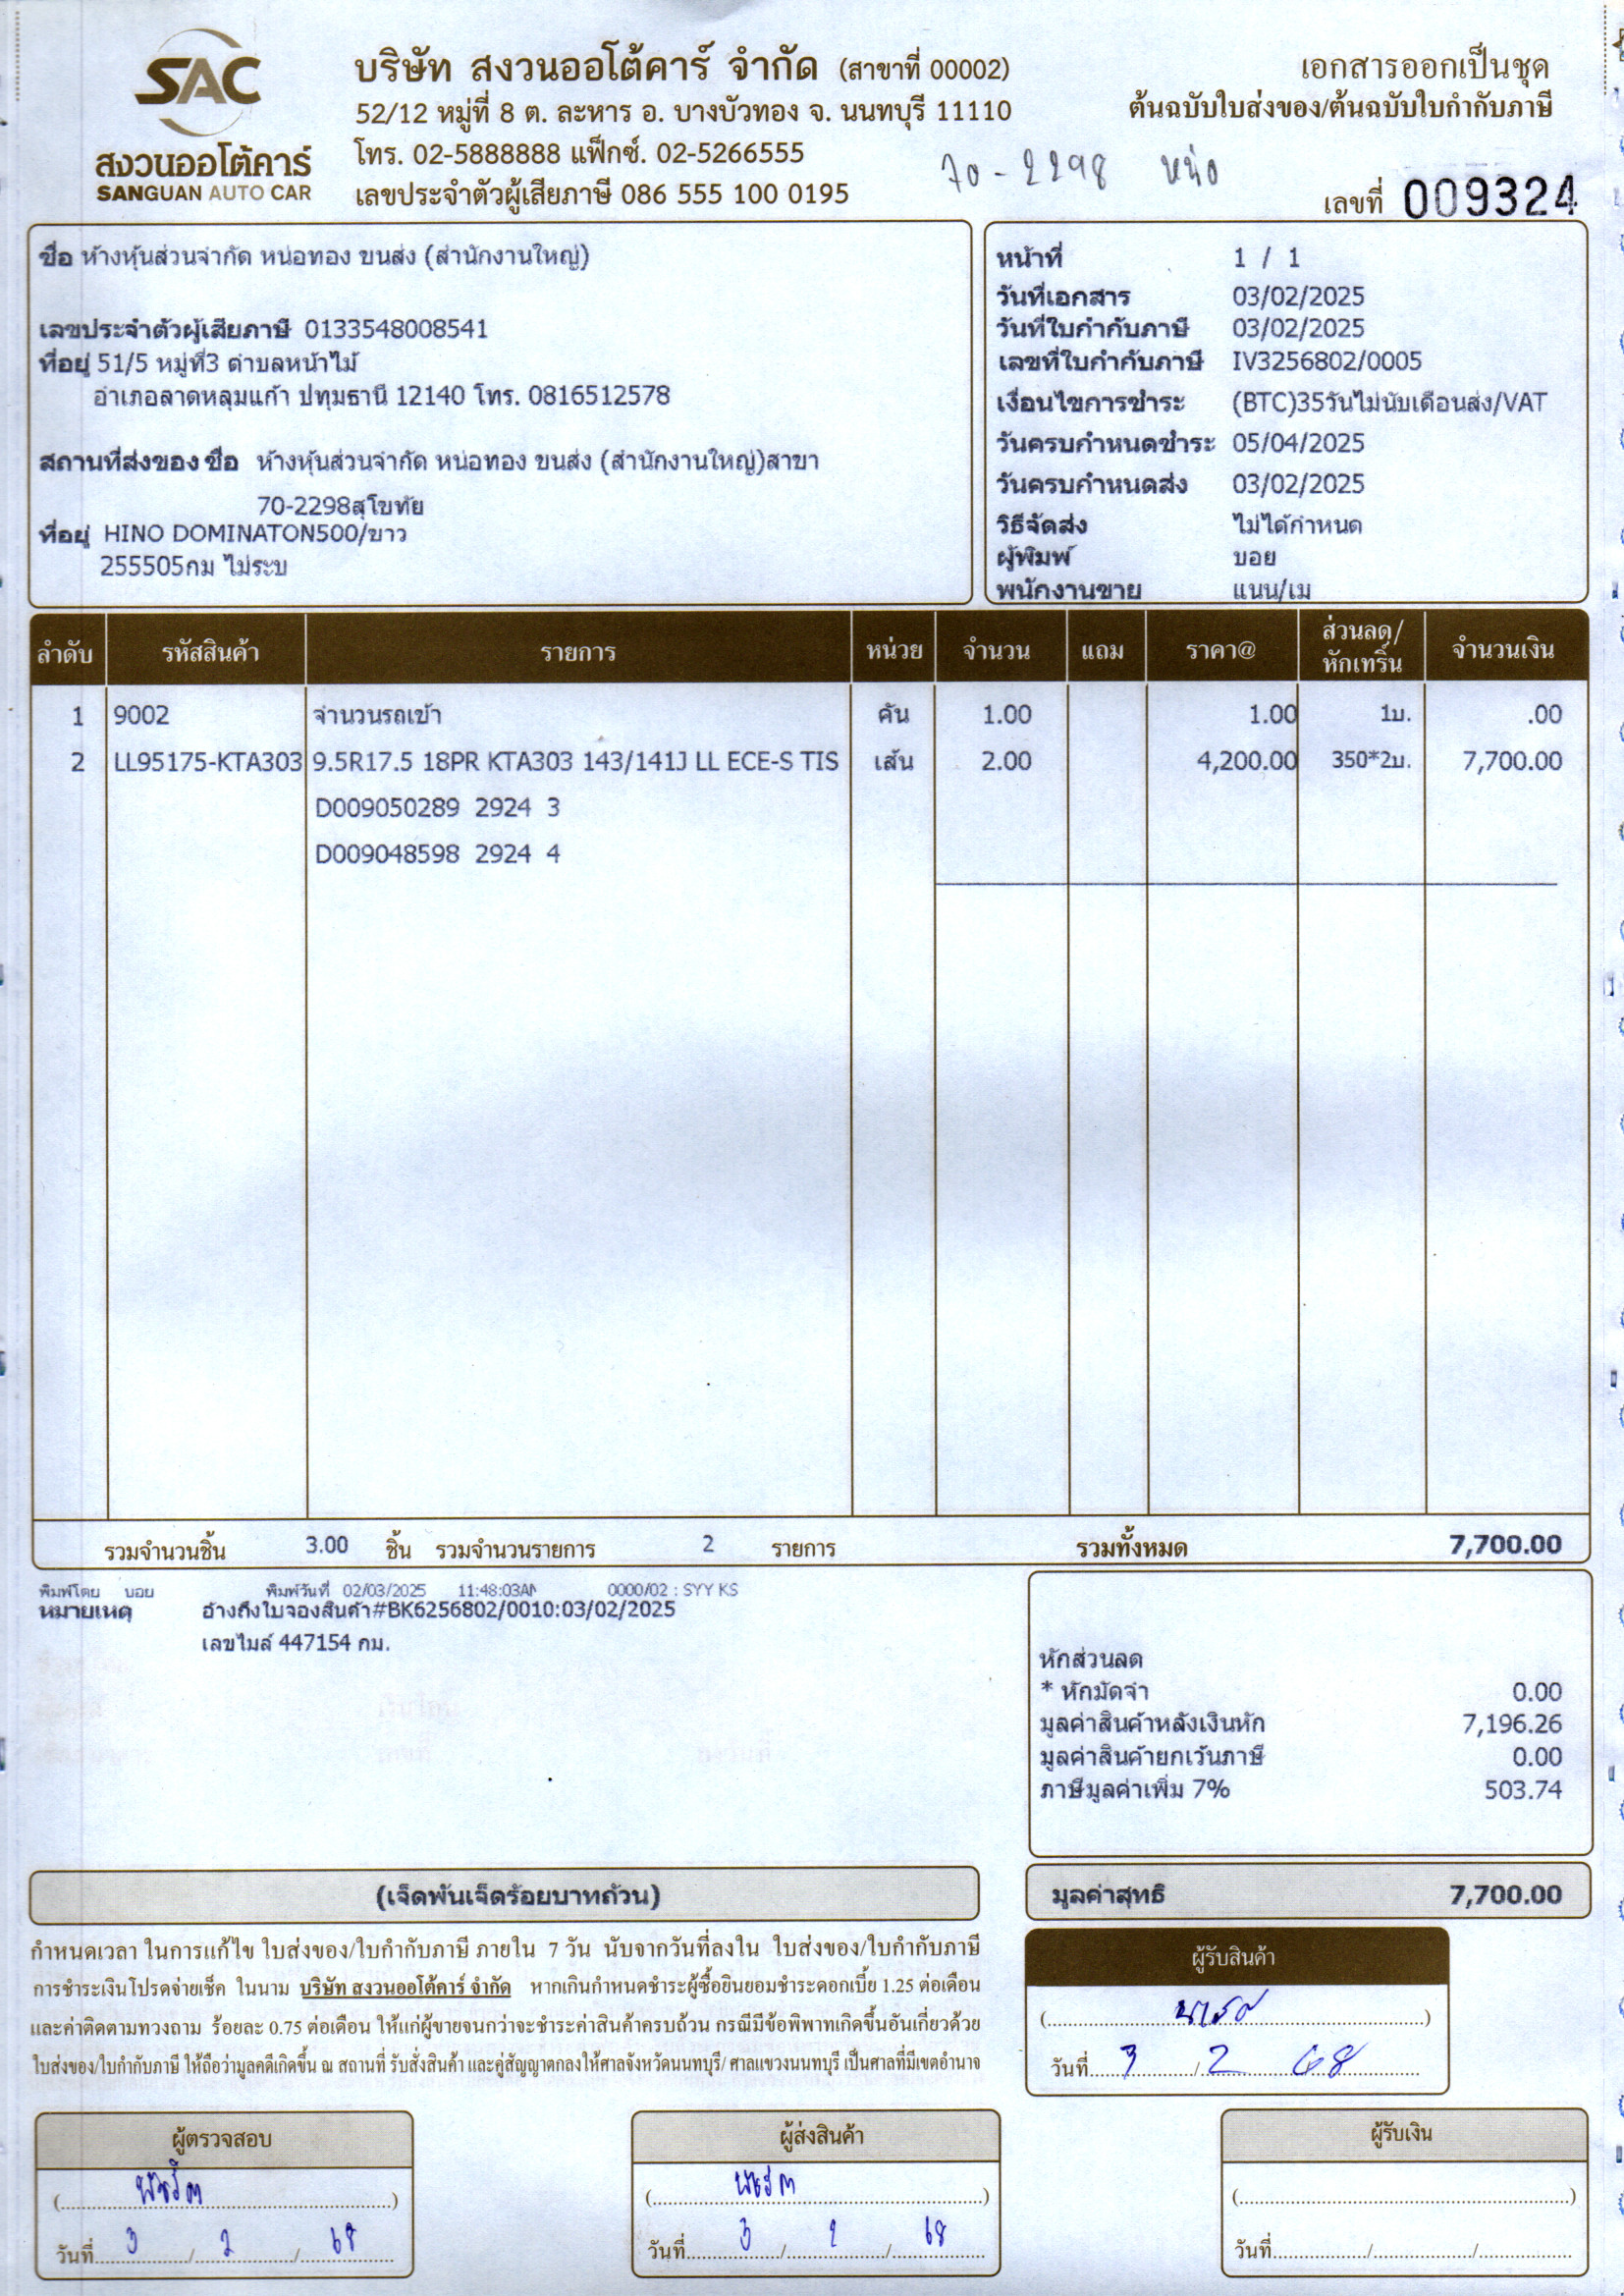 SAC
สงวนออโต้คาร์
SANGUAN AUTO CAR
บริษัท สงวนออโต้คาร์ จำกัด (สาขาที่ 00002)
52/12 หมู่ที่ 8 ต. ละหาร อ. บางบัวทอง จ. นนทบุรี 11110
โทร. 02-5888888 แฟ็กซ์. 02-5266555
เลขประจำตัวผู้เสียภาษี 086 555 100 0195
เอกสารออกเป็นชุด
ต้นฉบับใบส่งของ/ต้นฉบับใบกำกับภาษี
70-2298 หน่อ
เลขที่ 009324
ชื่อ ห้างหุ้นส่วนจำกัด หน่อทอง ขนส่ง (สำนักงานใหญ่)
เลขประจำตัวผู้เสียภาษี 0133548008541
ที่อยู่ 51/5 หมู่ที่3 ตำบลหน้าไม้
อำเภอลาดหลุมแก้ว ปทุมธานี 12140 โทร. 0816512578
สถานที่ส่งของ ชื่อ ห้างหุ้นส่วนจำกัด หน่อทอง ขนส่ง (สำนักงานใหญ่)สาขา
70-2298สุโขทัย
ที่อยู่ HINO DOMINATON500/ขาว
255505กม ไม่ระบ
หน้าที่ 1 / 1
วันที่เอกสาร 03/02/2025
วันที่ใบกำกับภาษี 03/02/2025
เลขที่ใบกำกับภาษี IV3256802/0005
เงื่อนไขการชำระ (BTC)35วันไม่นับเดือนส่ง/VAT
วันครบกำหนดชำระ 05/04/2025
วันครบกำหนดส่ง 03/02/2025
วิธีจัดส่ง ไม่ได้กำหนด
ผู้พิมพ์ บอย
พนักงานขาย แนน/เม
ลำดับ รหัสสินค้า รายการ หน่วย จำนวน แถม ราคา@ ส่วนลด/หักเทริ์น จำนวนเงิน
1 9002 จำนวนรถเข้า คัน 1.00 1.00 1บ. .00
2 LL95175-KTA303 9.5R17.5 18PR KTA303 143/141J LL ECE-S TIS เส้น 2.00 4,200.00 350*2บ. 7,700.00
D009050289 2924 3
D009048598 2924 4
รวมจำนวนชิ้น 3.00 ชิ้น รวมจำนวนรายการ 2 รายการ รวมทั้งหมด 7,700.00
พิมพ์โดย บอย พิมพ์วันที่ 02/03/2025 11:48:03AM 0000/02 : SYY KS
หมายเหตุ อ้างถึงใบจองสินค้า#BK6256802/0010:03/02/2025
เลขไมล์ 447154 กม.
หักส่วนลด
* หักมัดจำ 0.00
มูลค่าสินค้าหลังเงินหัก 7,196.26
มูลค่าสินค้ายกเว้นภาษี 0.00
ภาษีมูลค่าเพิ่ม 7% 503.74
(เจ็ดพันเจ็ดร้อยบาทถ้วน)
มูลค่าสุทธิ 7,700.00
กำหนดเวลา ในการแก้ไข ใบส่งของ/ใบกำกับภาษี ภายใน 7 วัน นับจากวันที่ลงใน ใบส่งของ/ใบกำกับภาษี
การชำระเงินโปรดจ่ายเช็ค ในนาม บริษัท สงวนออโต้คาร์ จำกัด หากเกินกำหนดชำระผู้ซื้อยินยอมชำระดอกเบี้ย 1.25 ต่อเดือน
และค่าติดตามทวงถาม ร้อยละ 0.75 ต่อเดือน ให้แก่ผู้ขายจนกว่าจะชำระค่าสินค้าครบถ้วน กรณีมีข้อพิพาทเกิดขึ้นอันเกี่ยวด้วย
ใบส่งของ/ใบกำกับภาษี ให้ถือว่ามูลคดีเกิดขึ้น ณ สถานที่ รับสั่งสินค้า และคู่สัญญาตกลงให้ศาลจังหวัดนนทบุรี/ ศาลแขวงนนทบุรี เป็นศาลที่มีเขตอำนาจ
ผู้รับสินค้า
วันที่ 3 / 2 68
ผู้ตรวจสอบ
วันที่ 3 / 2 / 68
ผู้ส่งสินค้า
วันที่ 3 / 2 / 68
ผู้รับเงิน
วันที่